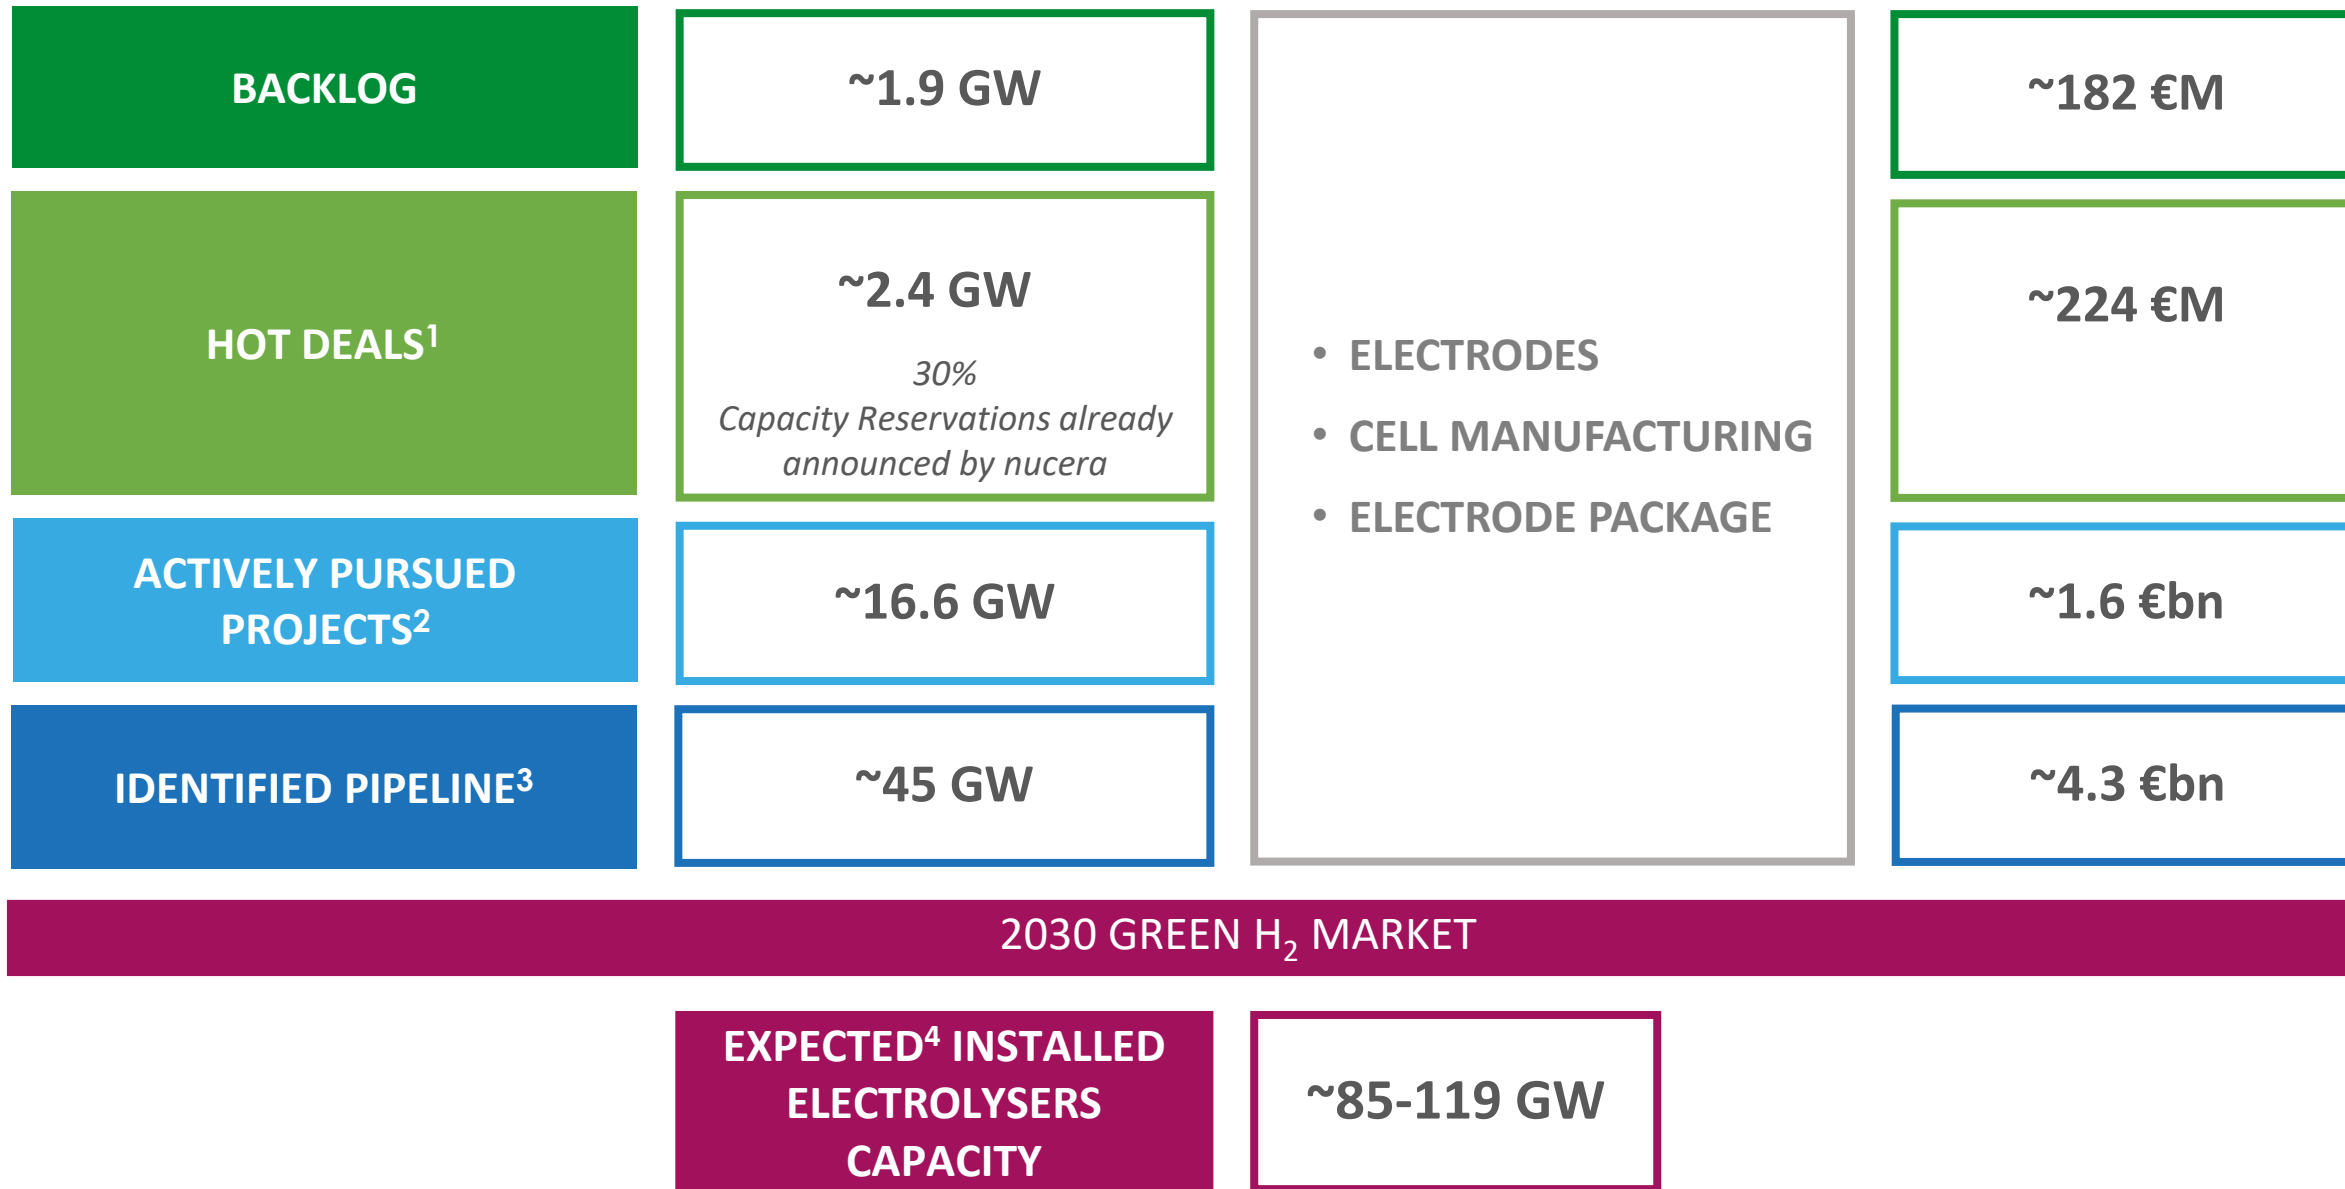 BACKLOG
~1.9 GW
~182 €M
HOT DEALS¹
~2.4 GW
30%
Capacity Reservations already
announced by nucera
~224 €M
• ELECTRODES
• CELL MANUFACTURING
• ELECTRODE PACKAGE
ACTIVELY PURSUED
PROJECTS²
~16.6 GW
~1.6 €bn
IDENTIFIED PIPELINE³
~45 GW
~4.3 €bn
2030 GREEN H₂ MARKET
EXPECTED⁴ INSTALLED
ELECTROLYSERS
CAPACITY
~85-119 GW